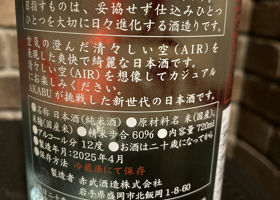 目指すものは、妥協せず仕込みひとつ
ひとつを大切に日々進化する酒造りです。
空気の澄んだ清々しい空（AIR）を
表現した爽快で綺麗な日本酒です。
清々しい空（AIR）を想像してカジュアル
にお楽しみください。
AKABUが挑戦した新世代の日本酒です。
●名称 日本酒（純米酒）●原材料名 米（国産）、
米麹（国産米）●精米歩合 60% ●内容量 720ml
●アルコール分 12度 ●お酒は二十歳になってから
●製造年月：2025年4月
●保存方法 冷蔵庫にて保存
製造者 赤武酒造株式会社
岩手県盛岡市北飯岡 1-8-60